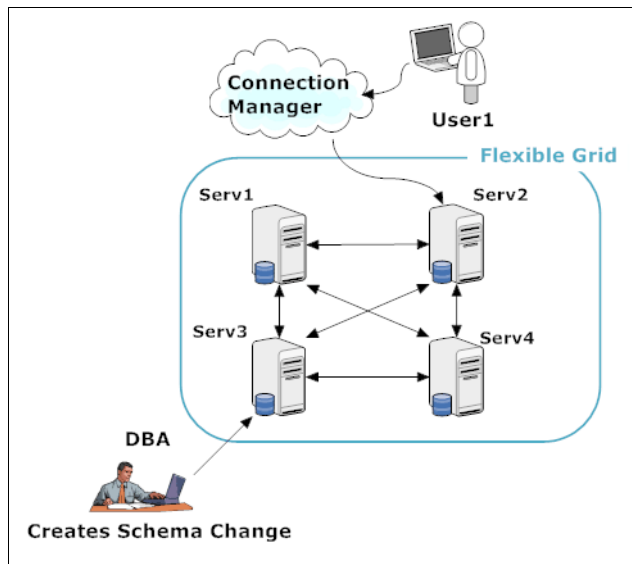 Connection
Manager
User1
Flexible Grid
Serv1
Serv2
Serv3
Serv4
DBA
Creates Schema Change